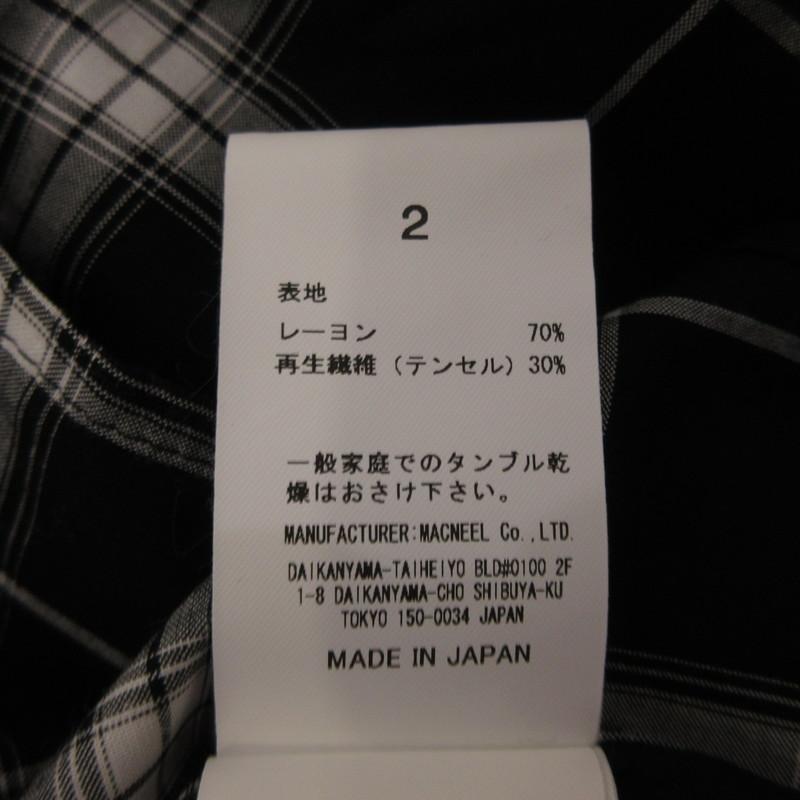 2
表地
レーヨン 70%
再生繊維（テンセル）30%
一般家庭でのタンブル乾
燥はおさけ下さい。
MANUFACTURER:MACNEEL Co.,LTD.
DAIKANYAMA-TAIHEIYO BLD#0100 2F
1-8 DAIKANYAMA-CHO SHIBUYA-KU
TOKYO 150-0034 JAPAN
MADE IN JAPAN